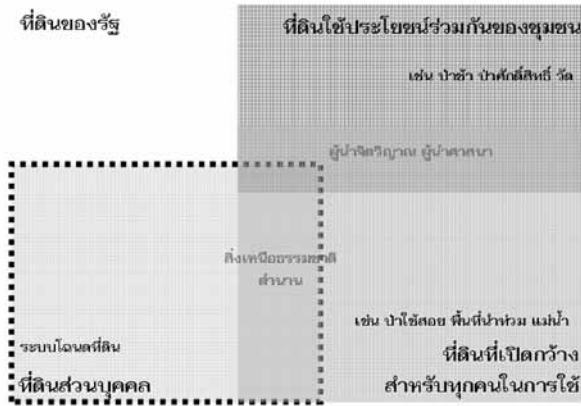 ที่ดินของรัฐ
ที่ดินใช้ประโยชน์ร่วมกันของชุมชน
เช่น ป่าช้า ป่าศักดิ์สิทธิ์ วัด
ผู้นำจิตวิญาณ ผู้นำศาสนา
สิ่งเหนือธรรมชาติ
ตำนาน
เช่น ป่าใช้สอย พื้นที่น้ำท่วม แม่น้ำ
ระบบโฉนดที่ดิน
ที่ดินที่เปิดกว้าง
ที่ดินส่วนบุคคล
สำหรับทุกคนในการใช้